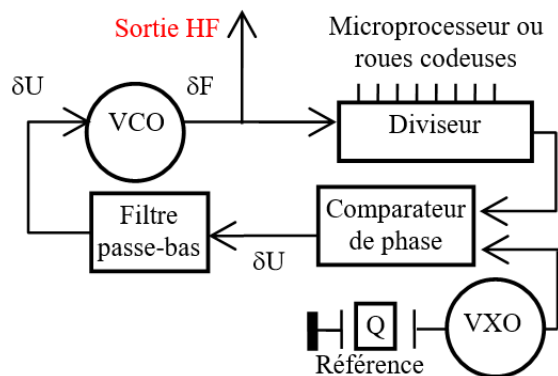 Sortie HF
Microprocesseur ou
roues codeuses
δU
δF
VCO
Diviseur
Filtre
passe-bas
Comparateur
de phase
δU
Q
VXO
Référence